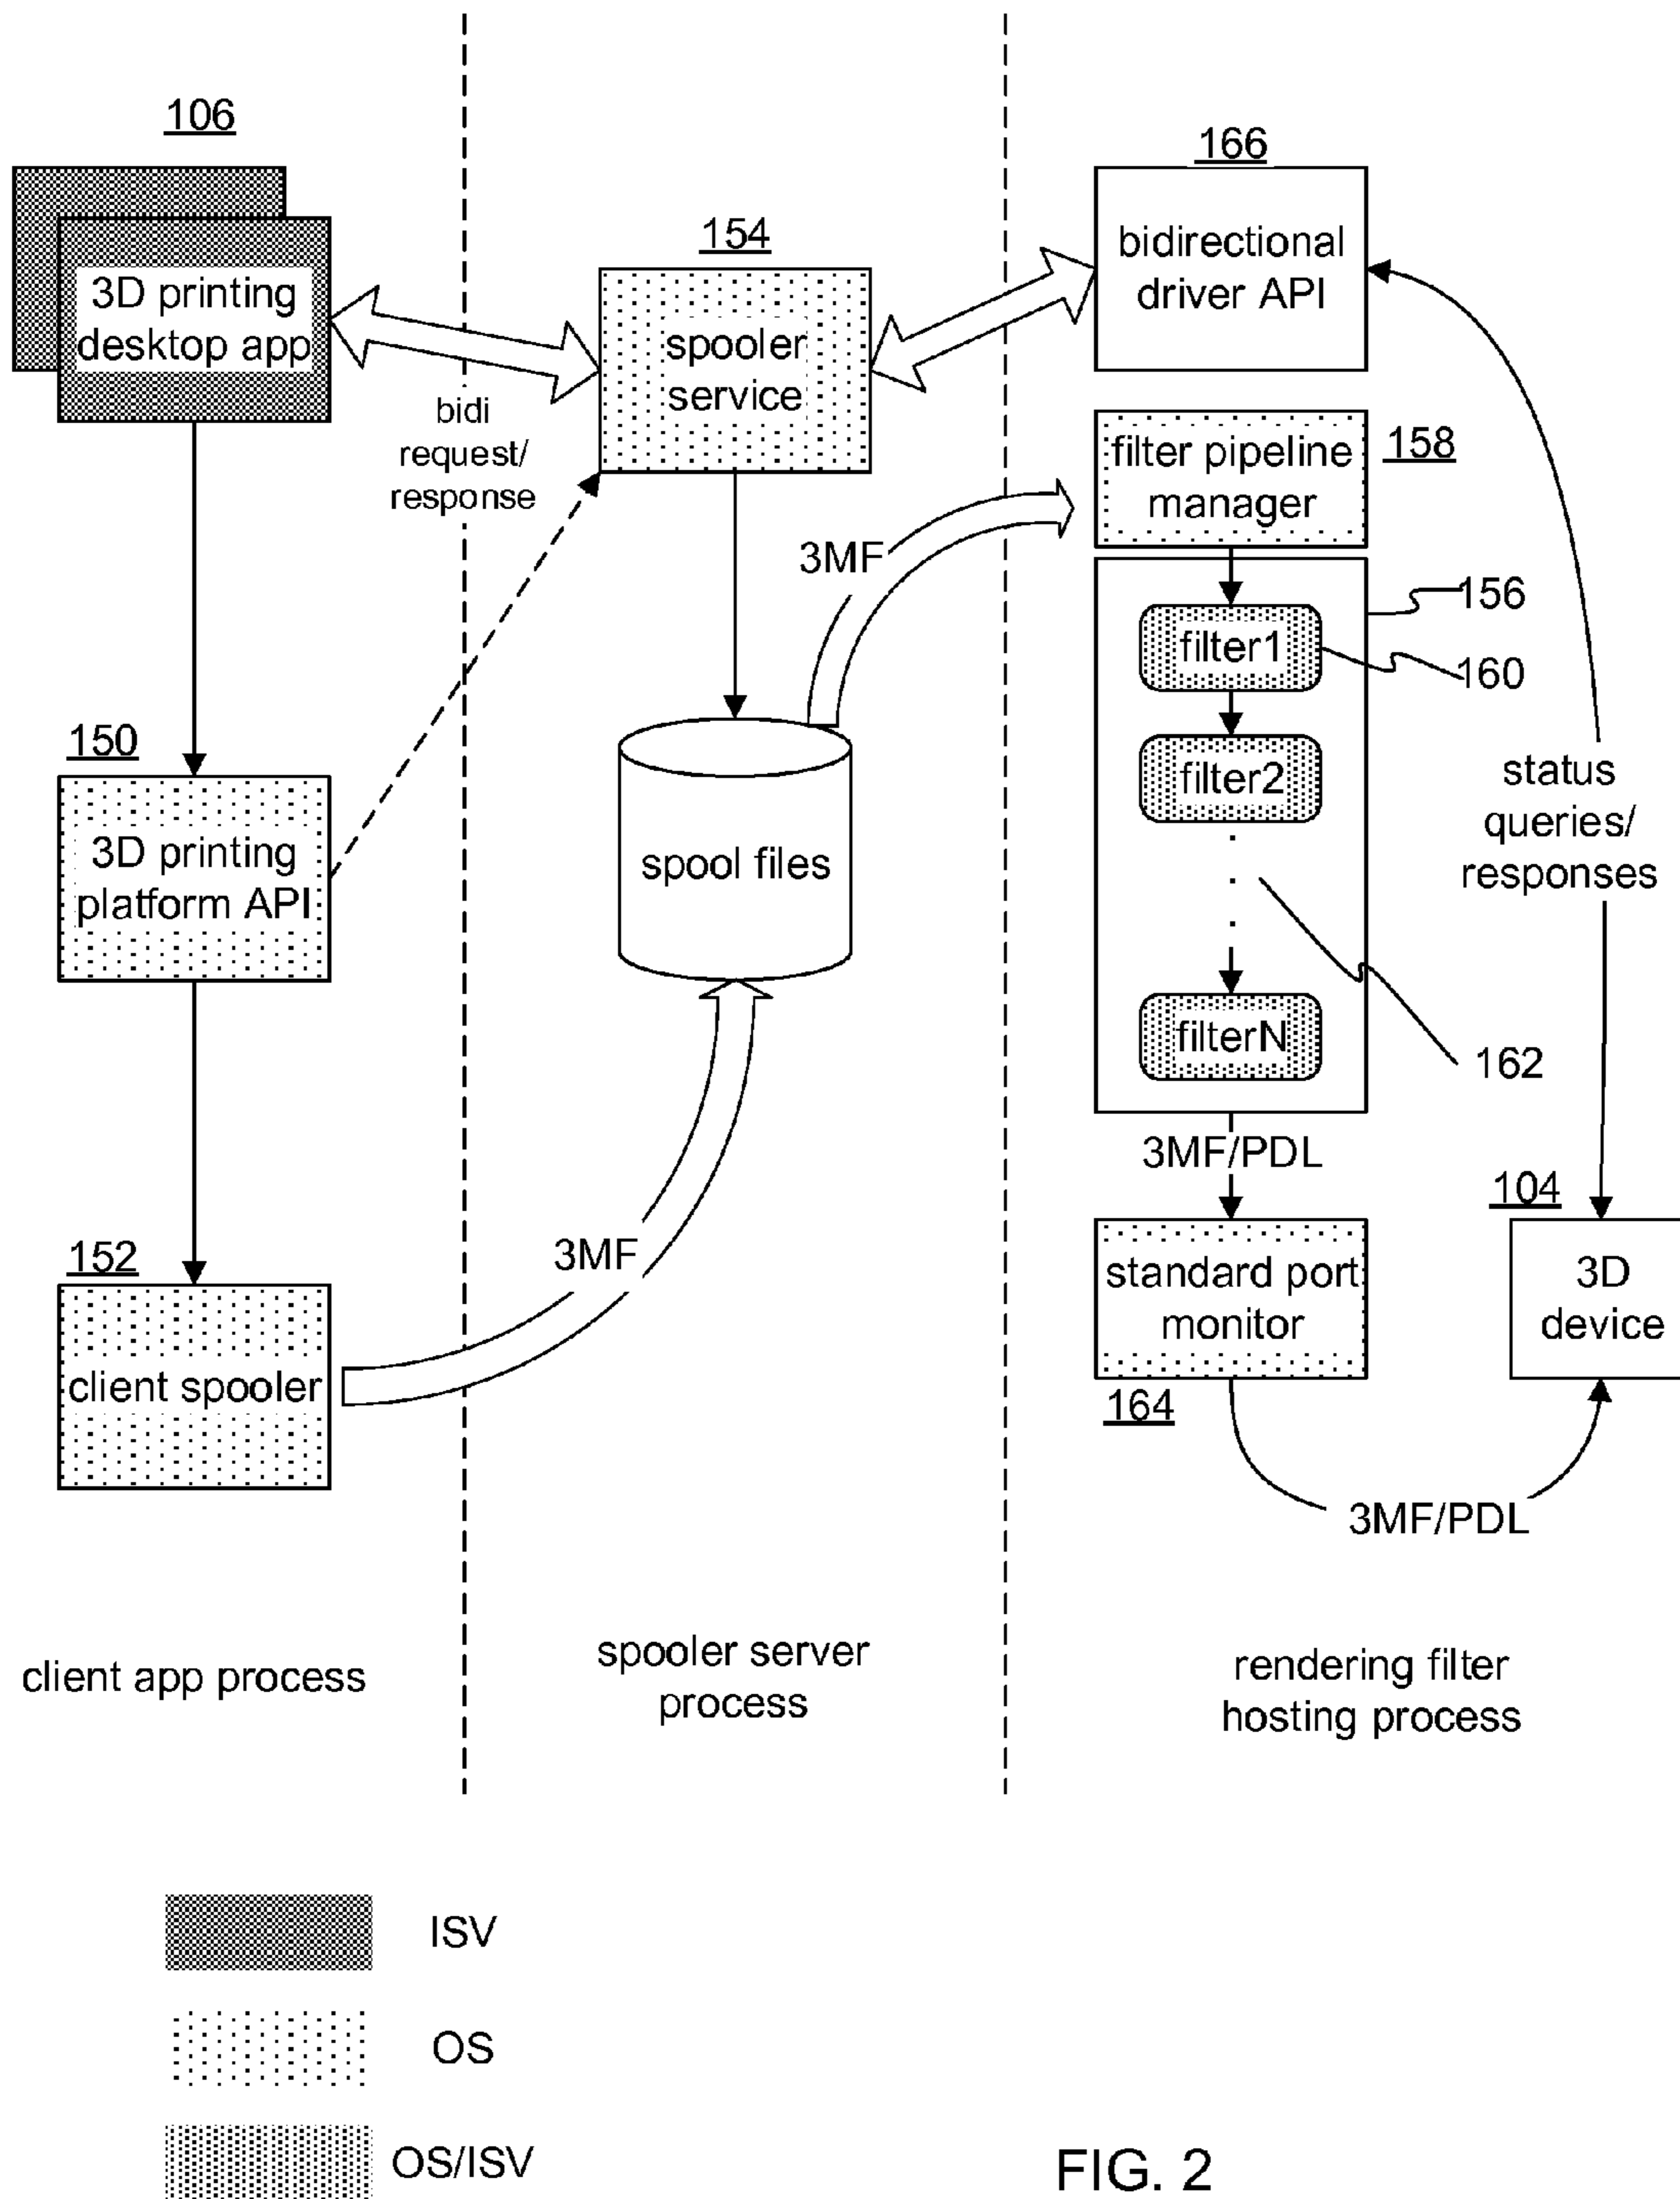 106
3D printing
desktop app
bidi
request/
response
150
3D printing
platform API
152
client spooler
154
spooler
service
3MF
spool files
3MF
166
bidirectional
driver API
filter pipeline
manager
158
156
filter1
160
filter2
.
.
.
162
filterN
3MF/PDL
status
queries/
responses
standard port
monitor
164
104
3D
device
3MF/PDL
client app process
spooler server
process
rendering filter
hosting process
ISV
OS
OS/ISV
FIG. 2